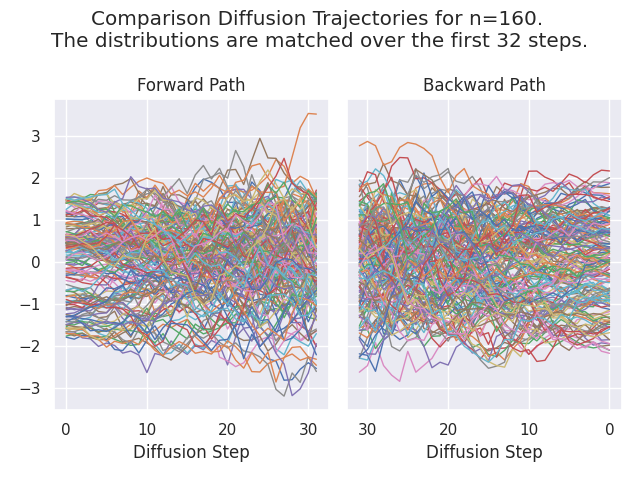 Comparison Diffusion Trajectories for n=160.
The distributions are matched over the first 32 steps.
Forward Path
Backward Path
3
2
1
0
−1
−2
−3
0 10 20 30
30 20 10 0
Diffusion Step
Diffusion Step